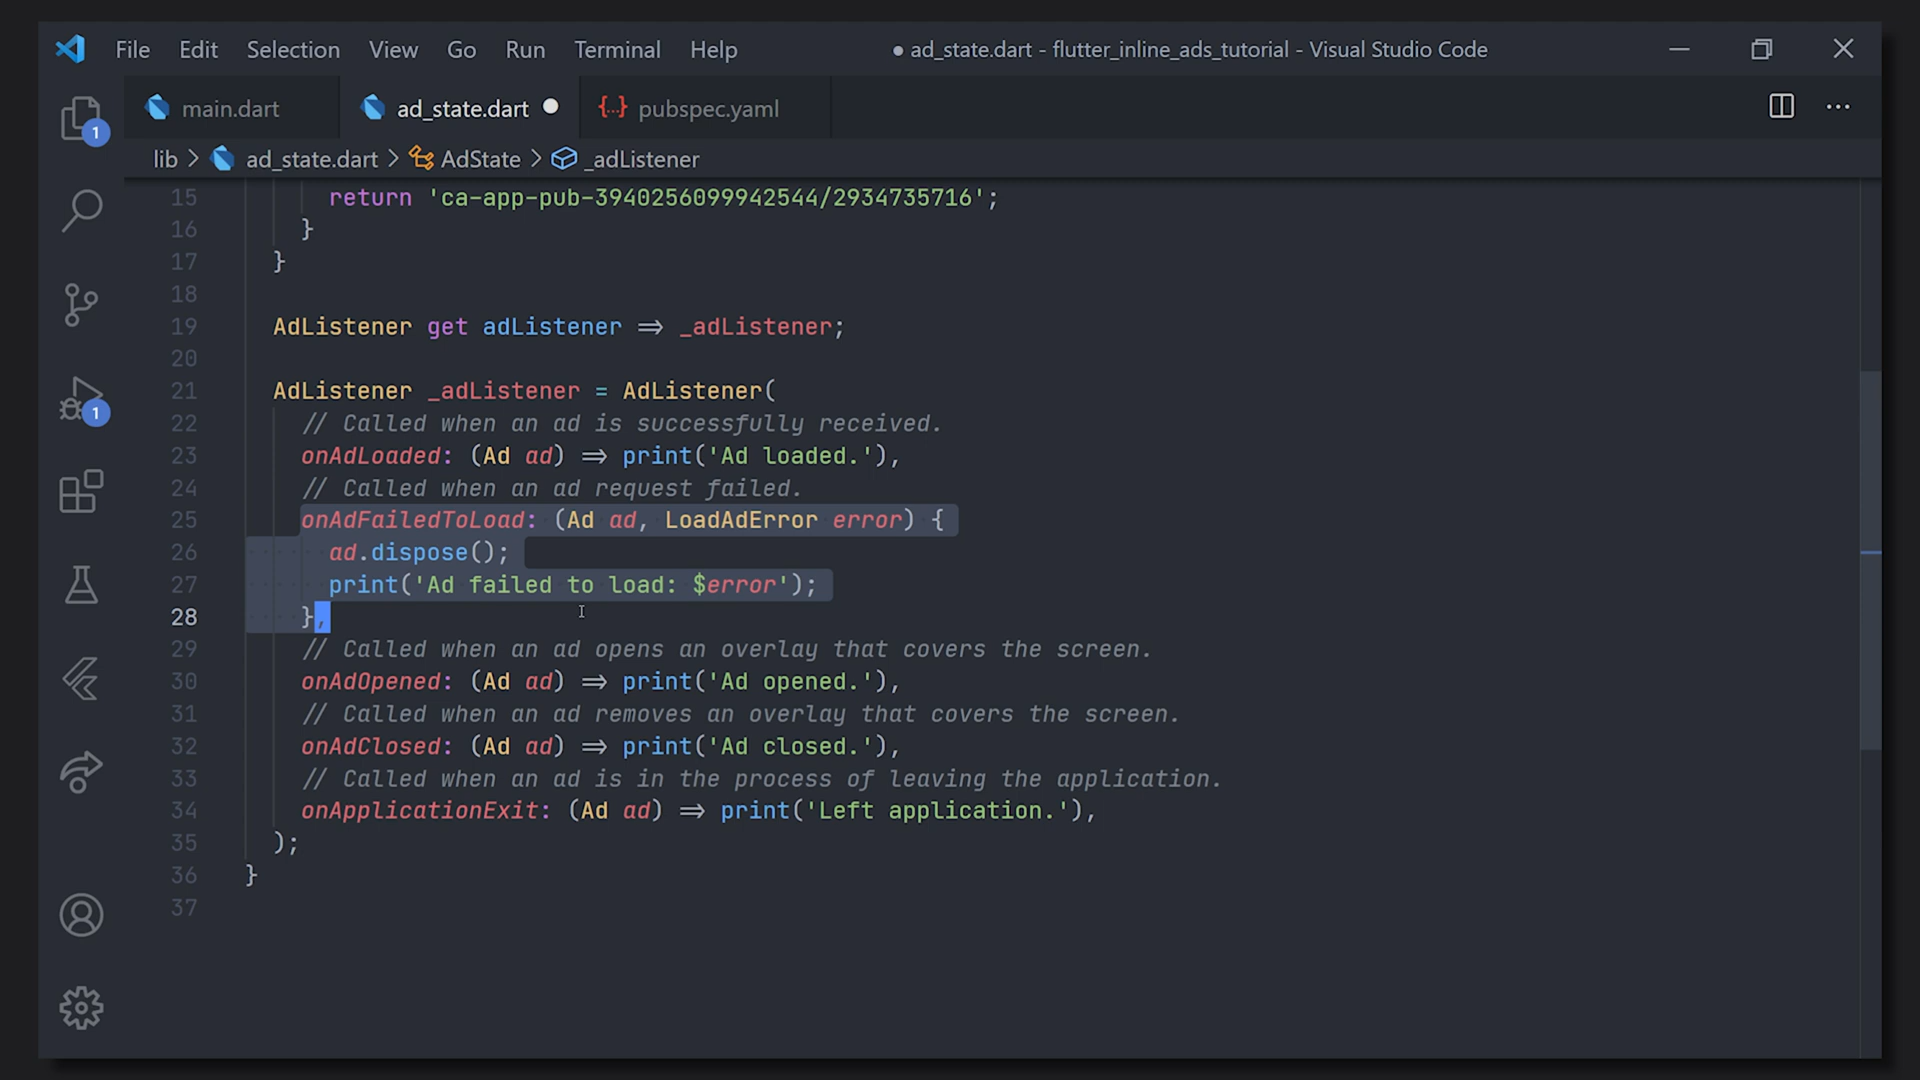 File Edit Selection View Go Run Terminal Help ● ad_state.dart - flutter_inline_ads_tutorial - Visual Studio Code
main.dart ad_state.dart ● {..} pubspec.yaml ...
1
lib > ad_state.dart > AdState > _adListener
15 return 'ca-app-pub-3940256099942544/2934735716';
16 }
17 }
18
19 AdListener get adListener => _adListener;
20
21 AdListener _adListener = AdListener(
22 // Called when an ad is successfully received.
23 onAdLoaded: (Ad ad) => print('Ad loaded.'),
1
24 // Called when an ad request failed.
25 onAdFailedToLoad: (Ad ad, LoadAdError error) {
26 ad.dispose();
27 print('Ad failed to load: $error');
28 },
29 // Called when an ad opens an overlay that covers the screen.
30 onAdOpened: (Ad ad) => print('Ad opened.'),
31 // Called when an ad removes an overlay that covers the screen.
32 onAdClosed: (Ad ad) => print('Ad closed.'),
33 // Called when an ad is in the process of leaving the application.
34 onApplicationExit: (Ad ad) => print('Left application.'),
35 );
36 }
37